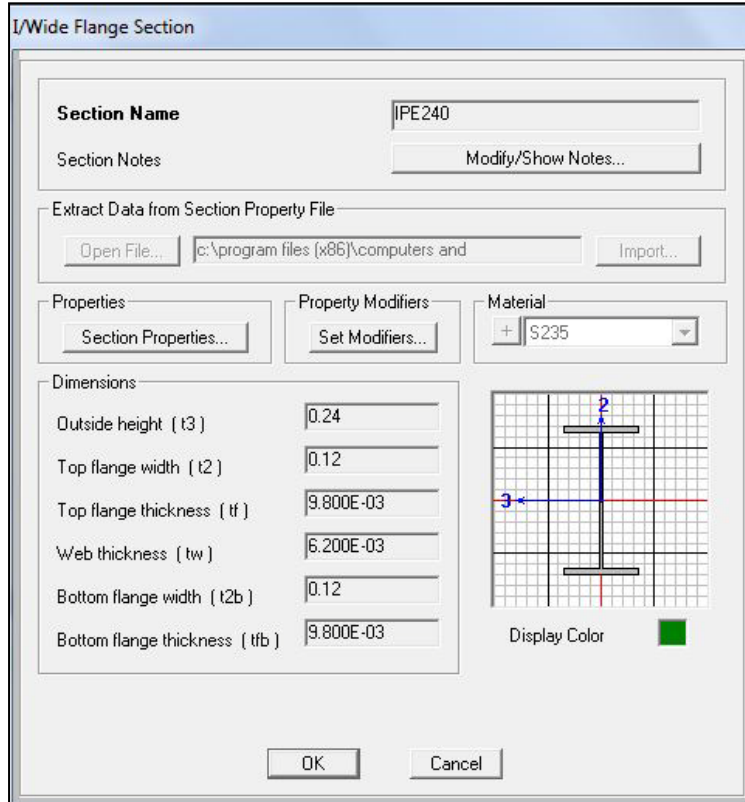 I/Wide Flange Section
Section Name IPE240
Section Notes Modify/Show Notes...
Extract Data from Section Property File
Open File... c:\program files (x86)\computers and Import...
Properties Property Modifiers Material
Section Properties... Set Modifiers... + S235
Dimensions
Outside height ( t3 ) 0.24
Top flange width ( t2 ) 0.12
Top flange thickness ( tf ) 9.800E-03
Web thickness ( tw ) 6.200E-03
Bottom flange width ( t2b ) 0.12
Bottom flange thickness ( tfb ) 9.800E-03
2
3
Display Color
OK Cancel